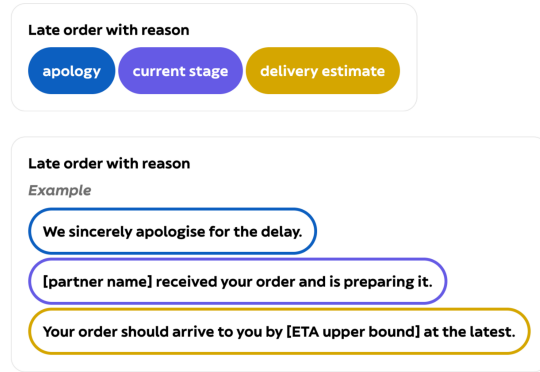 Late order with reason
apology current stage delivery estimate
Late order with reason
Example
We sincerely apologise for the delay.
[partner name] received your order and is preparing it.
Your order should arrive to you by [ETA upper bound] at the latest.